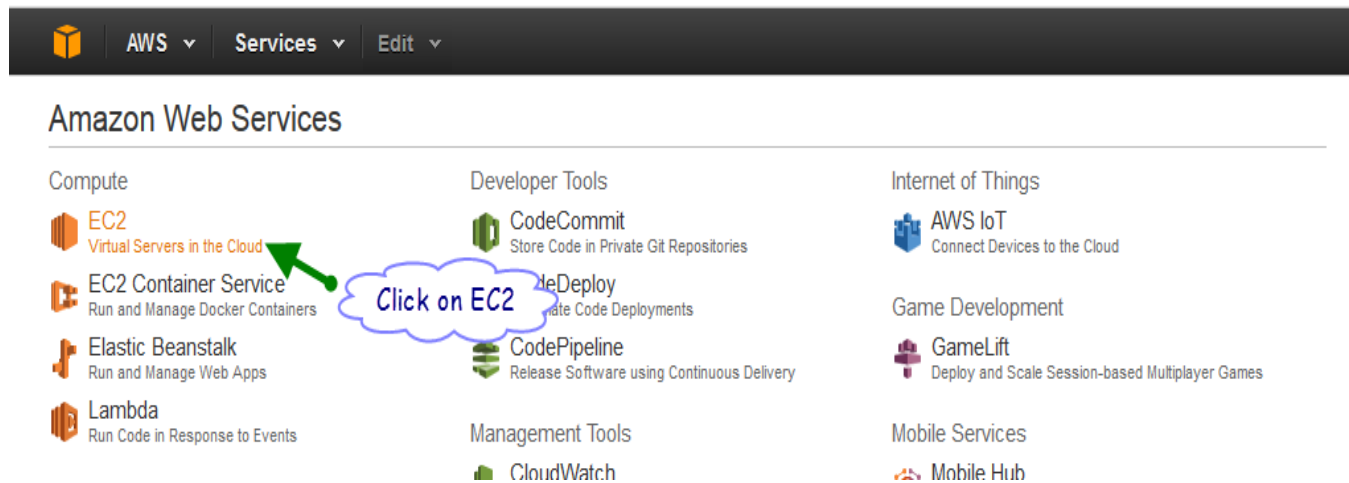 AWS Services Edit
Amazon Web Services
Compute
EC2
Virtual Servers in the Cloud
EC2 Container Service
Run and Manage Docker Containers
Elastic Beanstalk
Run and Manage Web Apps
Lambda
Run Code in Response to Events
Click on EC2
Developer Tools
CodeCommit
Store Code in Private Git Repositories
deDeploy
ate Code Deployments
CodePipeline
Release Software using Continuous Delivery
Management Tools
CloudWatch
Internet of Things
AWS IoT
Connect Devices to the Cloud
Game Development
GameLift
Deploy and Scale Session-based Multiplayer Games
Mobile Services
Mobile Hub